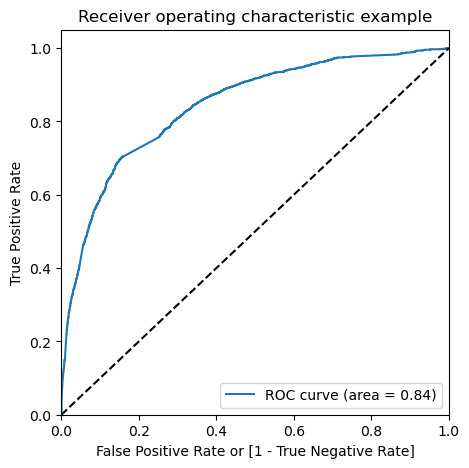 Receiver operating characteristic example
True Positive Rate
1.0
0.8
0.6
0.4
0.2
0.0
ROC curve (area = 0.84)
0.0 0.2 0.4 0.6 0.8 1.0
False Positive Rate or [1 - True Negative Rate]